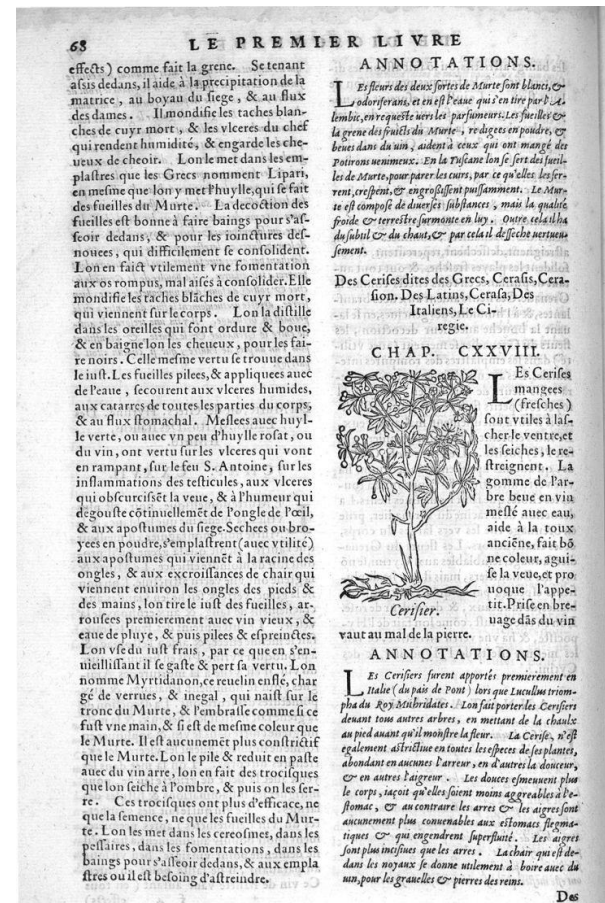 68
LE PREMIER LIVRE
effects) comme fait la grene. Se tenant
assis dedans, il aide à la precipitation de la
matrice, au boyau du siege, & au flux
des dames. Il mondifie les taches blan-
ches de cuyr mort, & les vlceres du chef
qui rendent humidité, & engarde les che-
ueux de cheoir. Lon le met dans les em-
plastres que les Grecs nomment Lipari,
en mesme que lon y met l'huylle, qui se fait
des fueilles du Murte. La decoction des
fueilles est bonne à faire baings pour s'as-
seoir dedans, & pour les ioinctures des-
nouees, qui difficilement se consolident.
Lon en faict vtilement vne fomentation
aux os rompus, mal aisés à consolider. Elle
mondifie les taches blāches de cuyr mort,
qui viennent sur le corps. Lon la distille
dans les oreilles qui font ordure & boue,
& en baigne lon les cheueux, pour les fai-
re noirs. Celle mesme vertu se trouue dans
le iust. Les fueilles pilees, & appliquees auec
de l'eaue, secourent aux vlceres humides,
aux catarres de toutes les parties du corps,
& au flux stomachal. Meslees auec huyl-
le verte, ou auec vn peu d'huyle rosat, ou
du vin, ont vertu sur les vlceres qui vont
en rampant, sur le feu S. Antoine, sur les
inflammations des testicules, aux vlceres
qui obscurcissēt la veue, & à l'humeur qui
degouste cōtinuellemēt de l'ongle de l'œil,
& aux apostumes du siege. Sechees ou bro-
yees en poudre, s'emplastrent (auec vtilité)
aux apostumes qui viennēt à la racine des
ongles, & aux excroissances de chair qui
viennent enuiron les ongles des pieds &
des mains, lon tire le iust des fueilles, ar-
rousees premierement auec vin vieux, &
eaue de pluye, & puis pilees & espreinctes.
Lon vse du iust frais, par ce que en s'en-
uieillissant il se gaste & pert sa vertu. Lon
nomme Myrtidanon, ce reuelin enflé, char
gé de verrues, & inegal, qui naist sur le
tronc du Murte, & l'embrasse comme si ce
fust vne main, & si est de mesme couleur que
le Murte. Il est aucunemēt plus constrictif
que le Murte. Lon le pile & reduit en paste
auec du vin arre, lon en fait des trocisques
que lon seiche à l'ombre, & puis on les ser-
re. Ces trocisques ont plus d'efficace, ne
que la semence, ne que les fueilles du Mur-
te. Lon les met dans les cereosmes, dans les
pessaires, dans les fomentations, dans les
baings pour s'asseoir dedans, & aux empla
stres ou il est besoing d'astreindre.
ANNOTATIONS.
LEs fleurs des deux sortes de Murte sont blancs, &
odoriferans, et en est l'eaue qui s'en tire par l'A-
lembic, en requeste vers les parfumeurs. Les fueilles &
la grene des fruicts du Murte, redigees en poudre, &
beues dans du uin, aident à ceux qui ont mangé des
Potirons uenimeux. En la Tuscane lon se sert des fueil-
les de Murte, pour parer les cuirs, par ce qu'elles les ser-
rent, crespent, & engrossissent puissamment. Le Mur-
te est composé de diuerses substances, mais la qualité
froide & terrestre surmonte en luy. Outre cela il ha
du subtil & du chaut, & par cela il desseche vertueu-
sement.
Des Cerises dites des Grecs, Cerasis, Cera-
sion, Des Latins, Cerasa, Des
Italiens, Le Ci-
regie.
CHAP. CXXVIII.
LEs Cerises
mangees
(fresches)
sont vtiles à las-
cher le ventre, et
les seiches, le re-
streignent. La
gomme de l'ar-
bre beue en vin
meslé auec eau,
aide à la toux
anciēne, fait bō
ne coleur, agui-
se la veue, et pro
uoque l'appe-
tit. Prise en bre-
uage dās du vin
vaut au mal de la pierre.
Cerisier.
ANNOTATIONS.
LEs Cerisiers furent apportés premierement en
Italie (du pais de Pont) lors que Lucullus triom-
pha du Roy Mithridates. Lon fait porter les Cerisiers
deuant tous autres arbres, en mettant de la chaulx
au pied auant qu'il monstre sa fleur. La Cerise, n'est
egalement astrictiue en toutes les especes de ses plantes,
abondant en aucunes l'arreur, en d'autres la douceur,
& en autres l'aigreur. Les douces esmeuuent plus
le corps, iaçoit qu'elles soient moins aggreables à l'e-
stomac, & au contraire les arres & les aigres sont
aucunement plus conuenables aux estomacs flegma-
tiques & qui engendrent superfluité. Les aigres
sont plus incisiues que les arres. La chair qui est de-
dans les noyaux se donne utilement à boire auec du
uin, pour les grauelles & pierres des reins.
Des